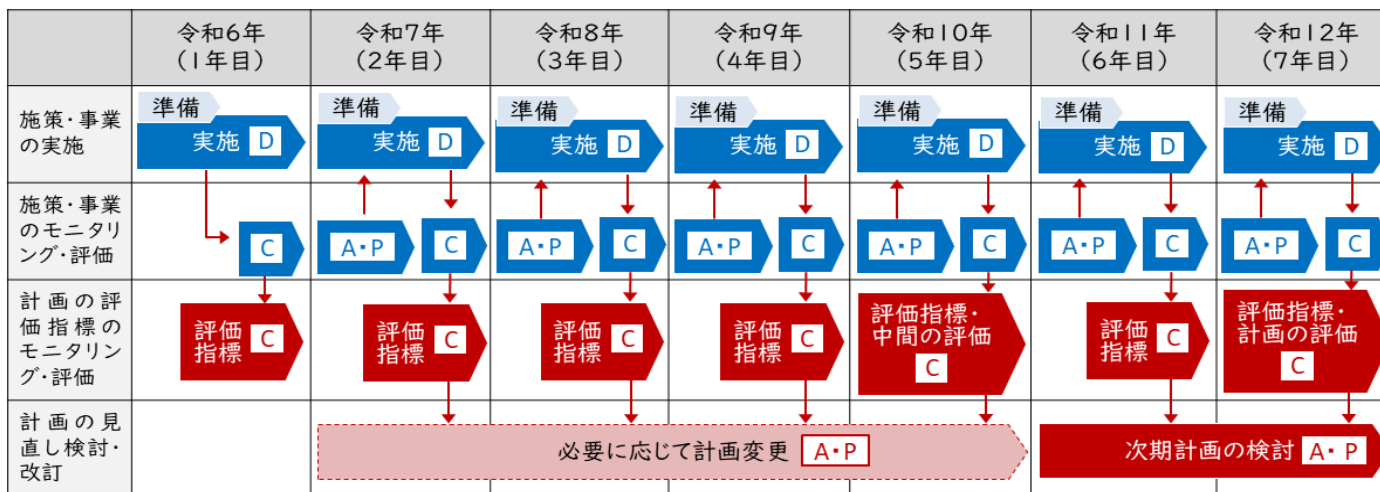 令和6年
(1年目)
令和7年
(2年目)
令和8年
(3年目)
令和9年
(4年目)
令和10年
(5年目)
令和11年
(6年目)
令和12年
(7年目)
施策・事業
の実施
準備
実施 D
準備
実施 D
準備
実施 D
準備
実施 D
準備
実施 D
準備
実施 D
準備
実施 D
施策・事業
のモニタリ
ング・評価
C
A・P
C
A・P
C
A・P
C
A・P
C
A・P
C
A・P
C
計画の評
価指標の
モニタリン
グ・評価
評価
指標 C
評価
指標 C
評価
指標 C
評価
指標 C
評価指標・
中間の評価
C
評価
指標 C
評価指標・
計画の評価
C
計画の見
直し検討・
改訂
必要に応じて計画変更 A・P
次期計画の検討 A・P